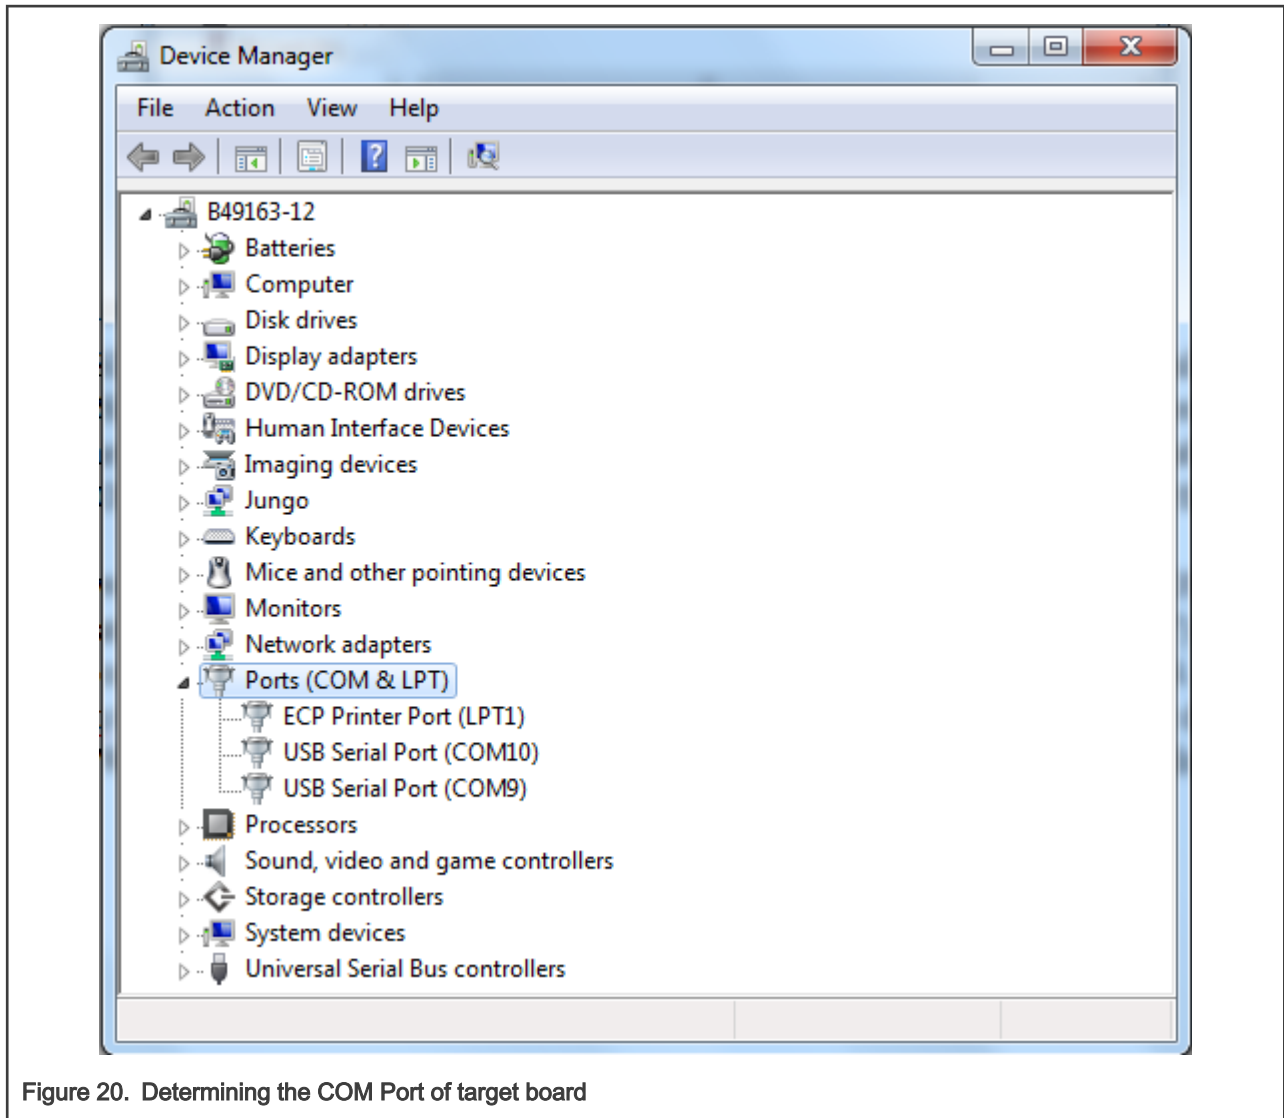 Device Manager
File Action View Help
B49163-12
Batteries
Computer
Disk drives
Display adapters
DVD/CD-ROM drives
Human Interface Devices
Imaging devices
Jungo
Keyboards
Mice and other pointing devices
Monitors
Network adapters
Ports (COM & LPT)
ECP Printer Port (LPT1)
USB Serial Port (COM10)
USB Serial Port (COM9)
Processors
Sound, video and game controllers
Storage controllers
System devices
Universal Serial Bus controllers
Figure 20. Determining the COM Port of target board